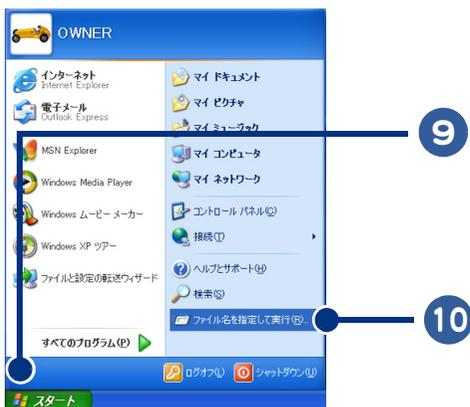 OWNER
インターネット
Internet Explorer
電子メール
Outlook Express
MSN Explorer
Windows Media Player
Windows ムービー メーカー
Windows XP ツアー
ファイルと設定の転送ウィザード
すべてのプログラム(P)
マイ ドキュメント
マイ ピクチャ
マイ ミュージック
マイ コンピュータ
マイ ネットワーク
コントロール パネル(C)
接続(T)
ヘルプとサポート(H)
検索(S)
ファイル名を指定して実行(R)...
ログオフ(L)
シャットダウン(U)
スタート
9
10